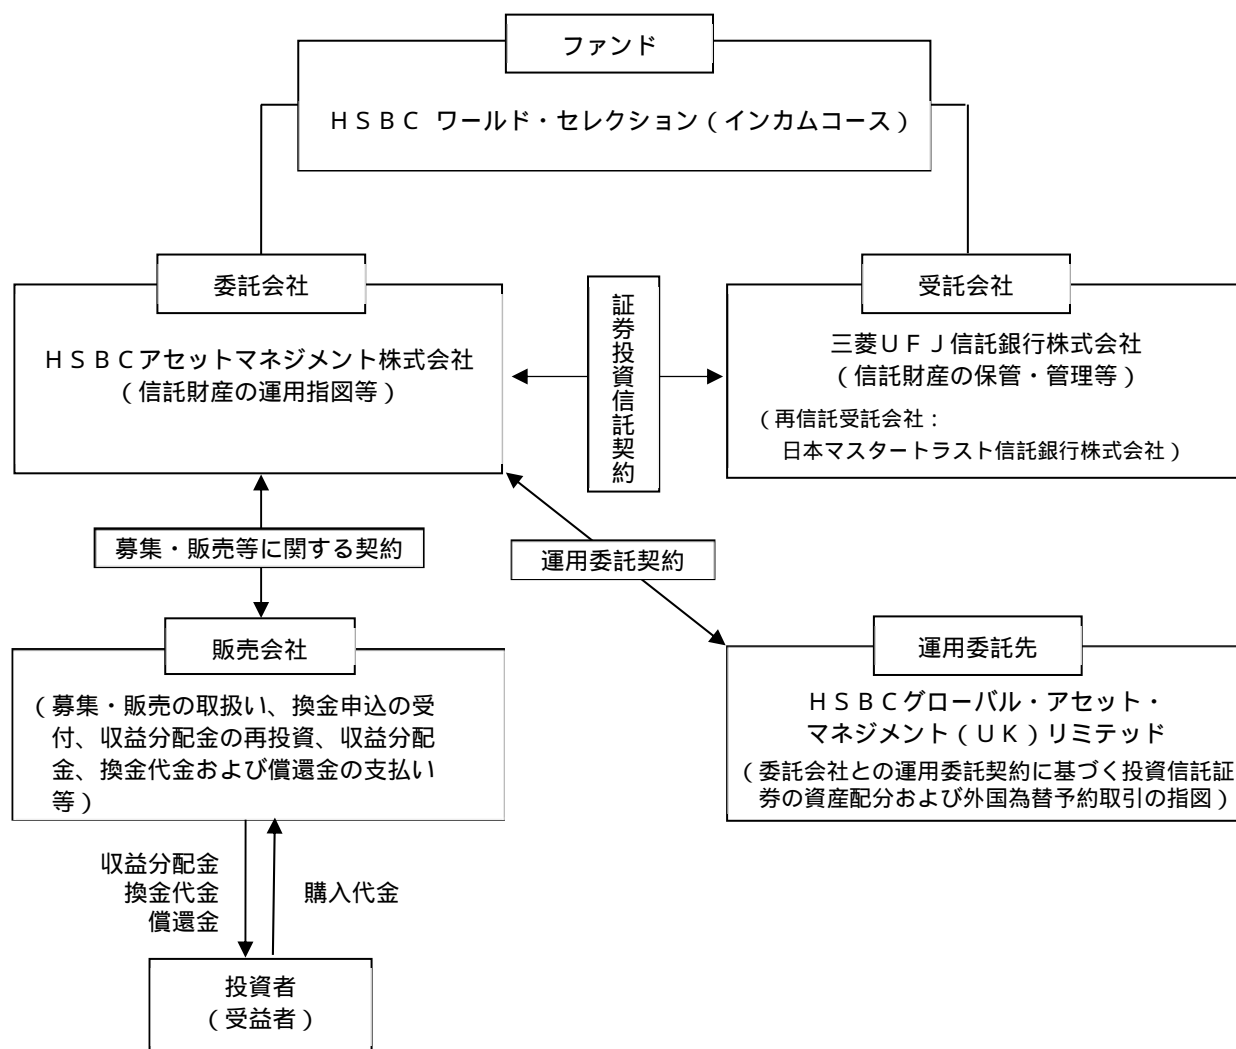 ファンド
ＨＳＢＣ ワールド・セレクション（インカムコース）
委託会社
ＨＳＢＣアセットマネジメント株式会社
（信託財産の運用指図等）
証券投資信託契約
受託会社
三菱ＵＦＪ信託銀行株式会社
（信託財産の保管・管理等）
（再信託受託会社：
日本マスタートラスト信託銀行株式会社）
募集・販売等に関する契約
運用委託契約
販売会社
（募集・販売の取扱い、換金申込の受
付、収益分配金の再投資、収益分配
金、換金代金および償還金の支払い
等）
運用委託先
ＨＳＢＣグローバル・アセット・
マネジメント（ＵＫ）リミテッド
（委託会社との運用委託契約に基づく投資信託証
券の資産配分および外国為替予約取引の指図）
収益分配金
換金代金
償還金
購入代金
投資者
（受益者）